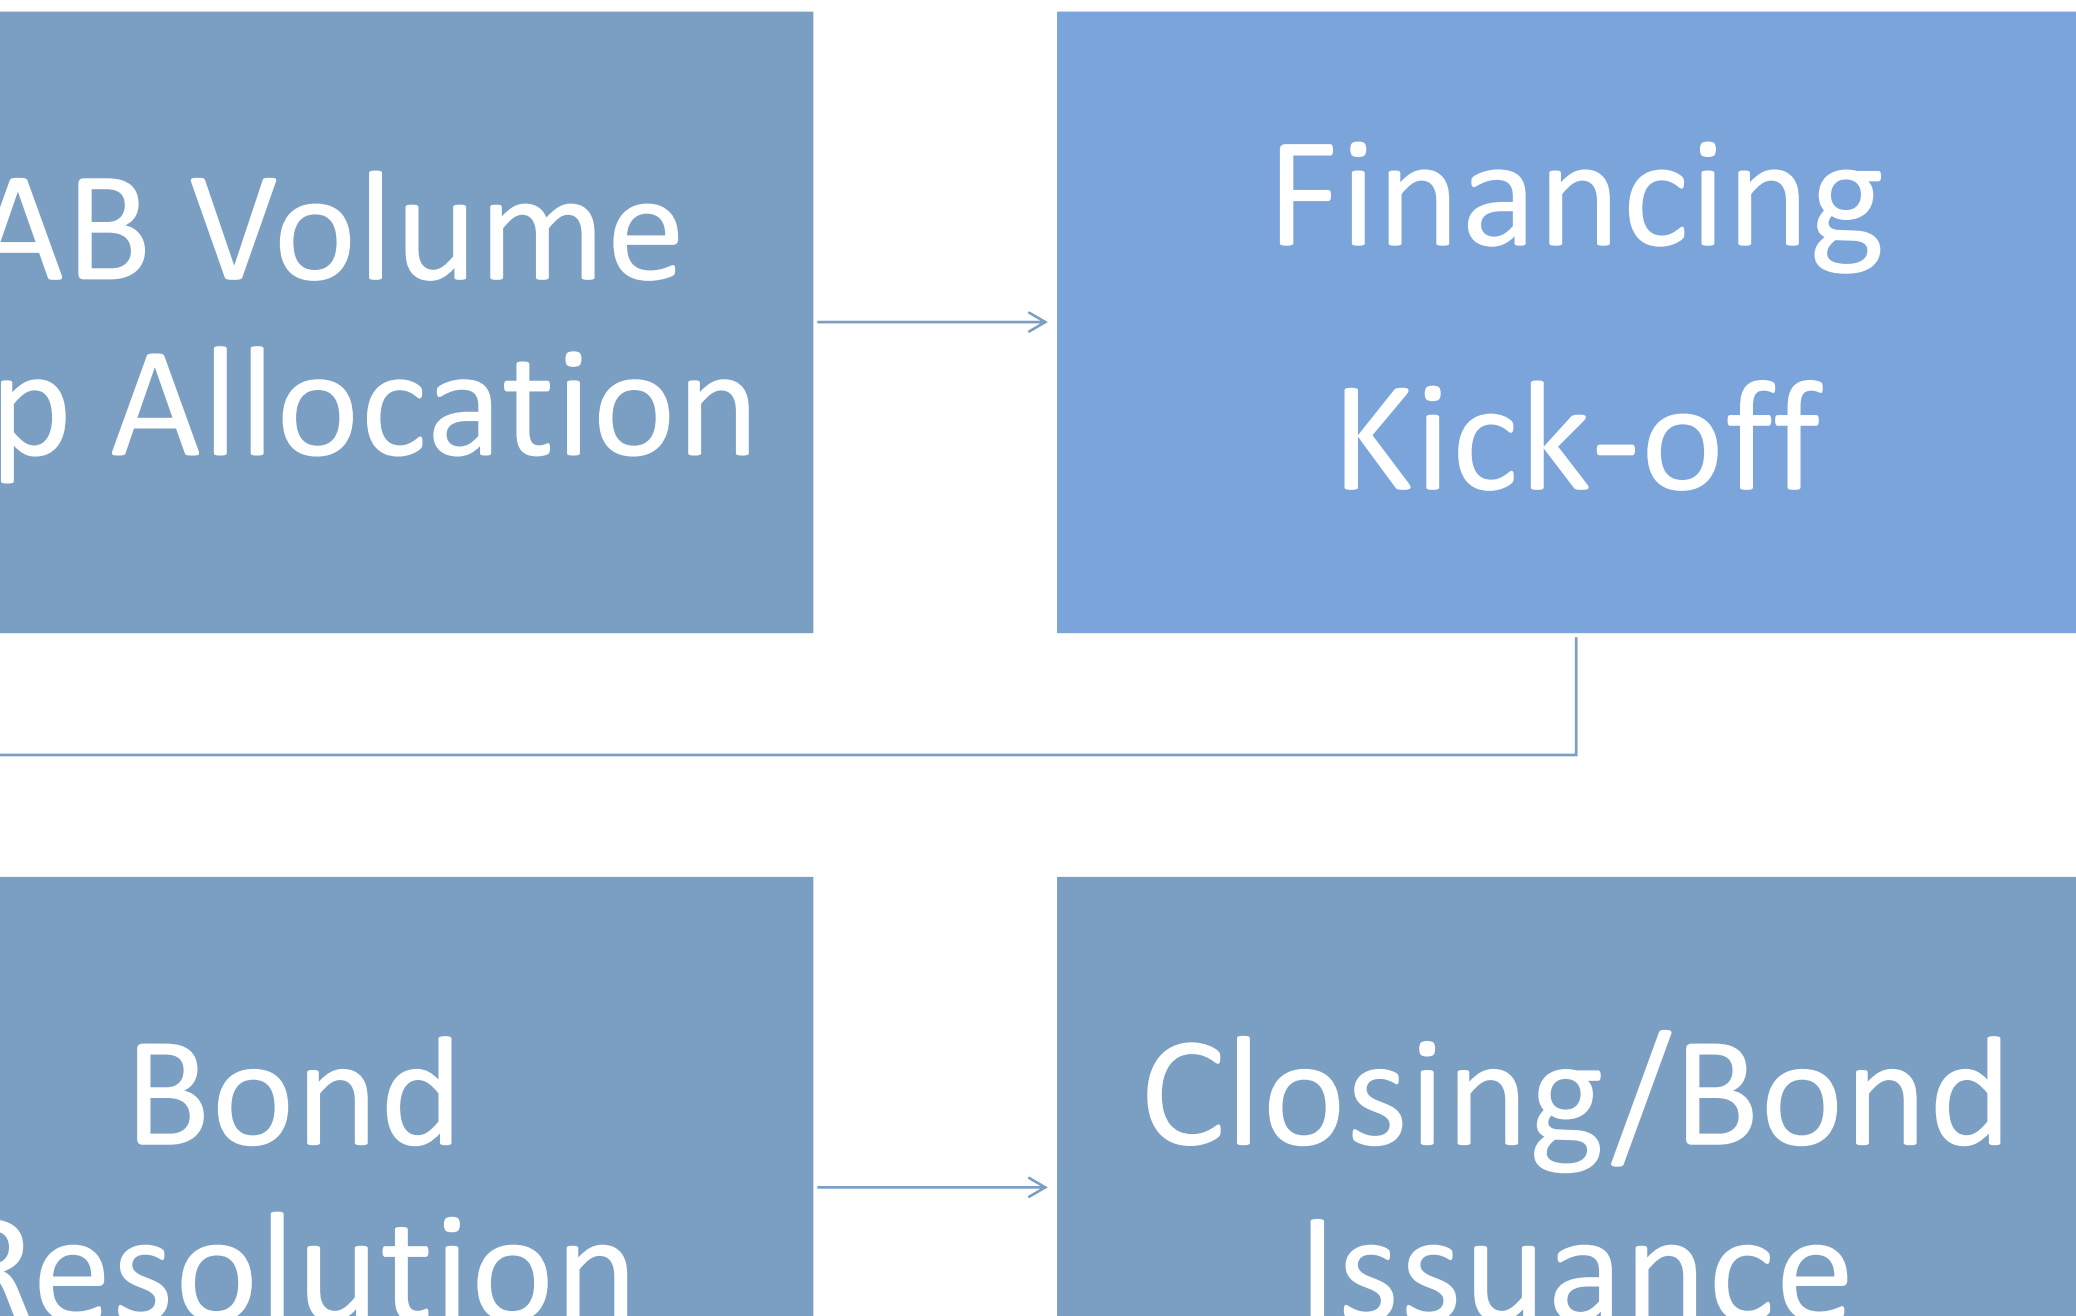 AB Volume
p Allocation
Financing
Kick-off
Bond
Resolution
Closing/Bond
Issuance